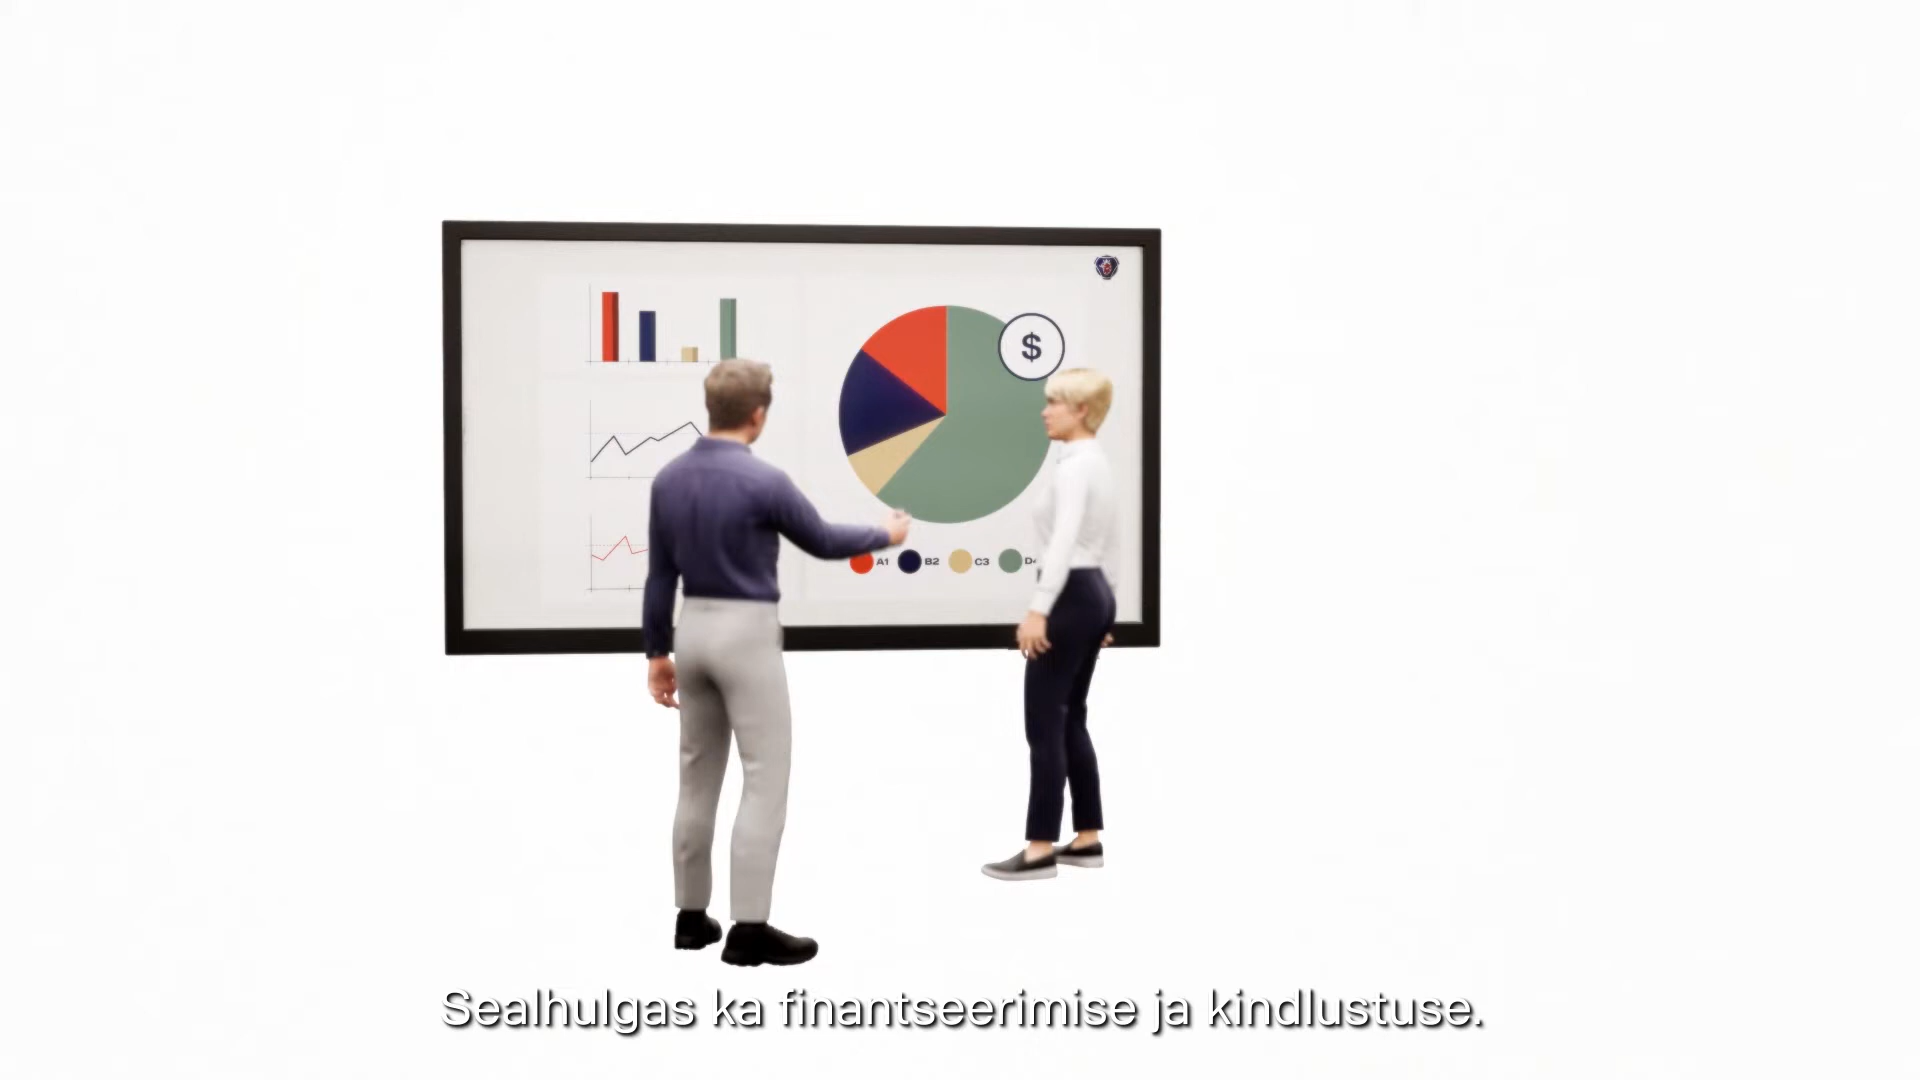 $
A1 B2 C3
Sealhulgas ka finantseerimise ja kindlustuse.